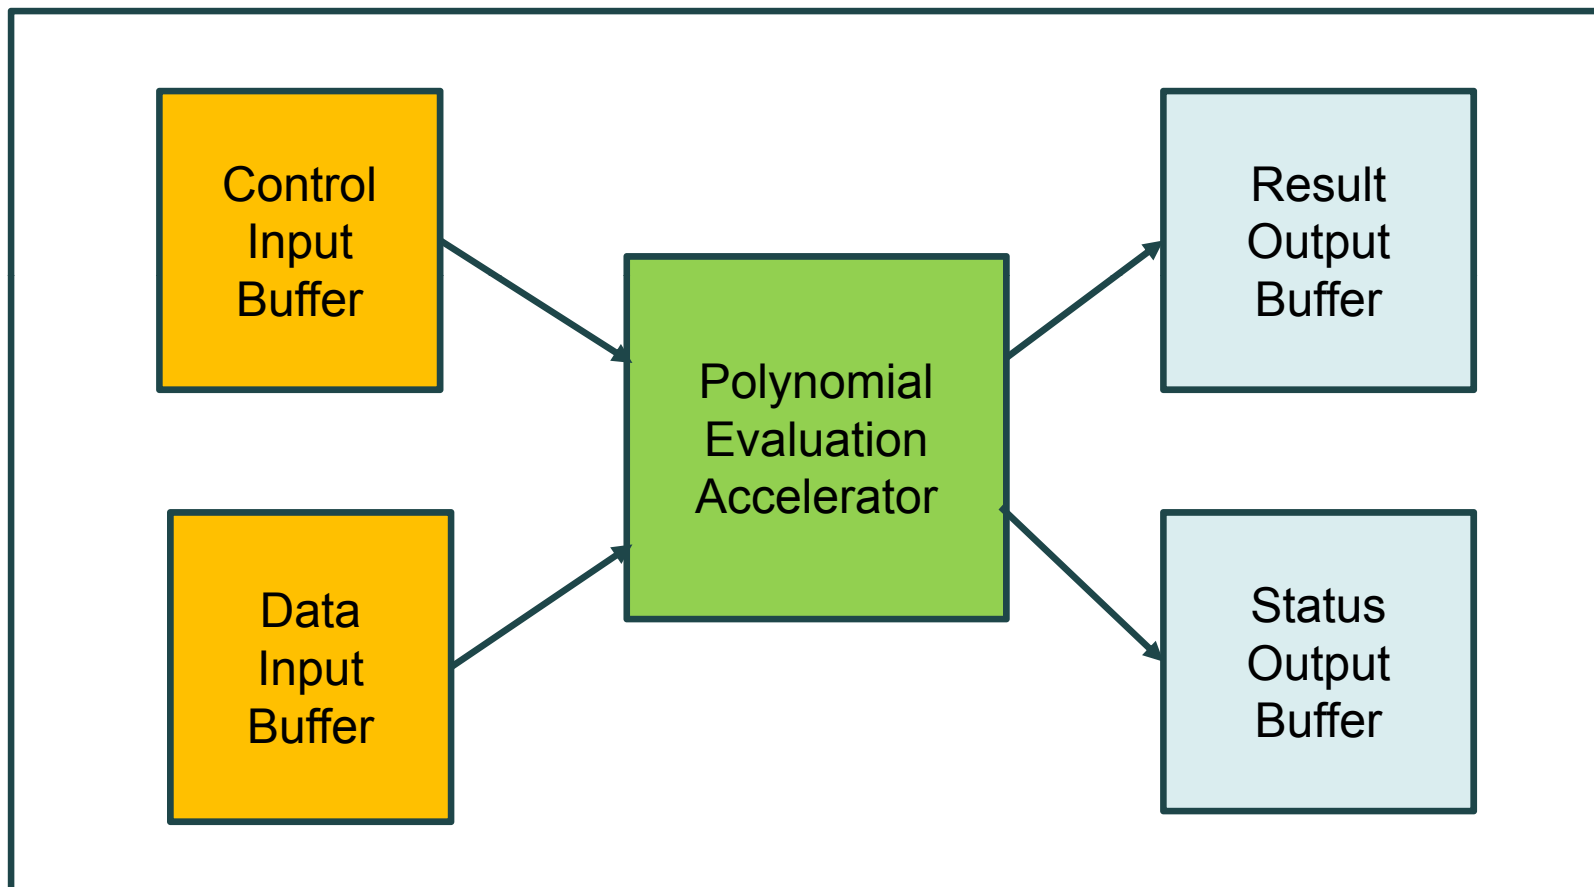 Control
Input
Buffer
Data
Input
Buffer
Polynomial
Evaluation
Accelerator
Result
Output
Buffer
Status
Output
Buffer